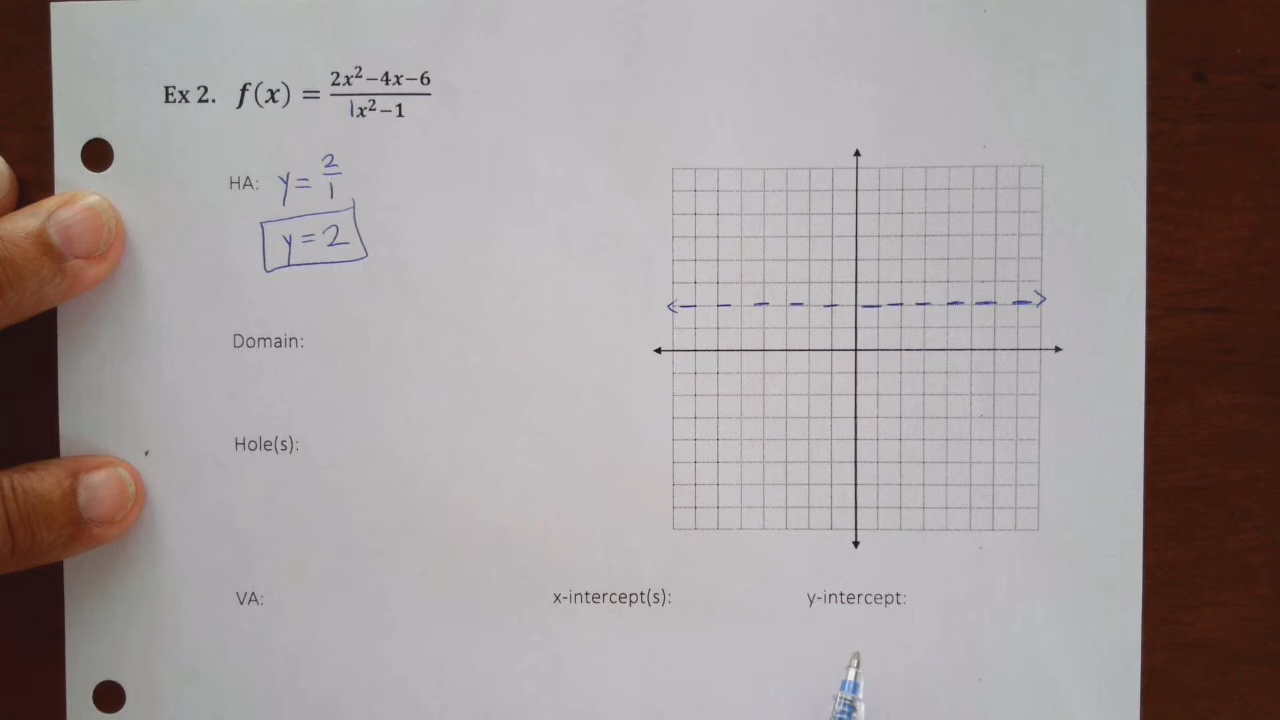 Ex 2. f(x) = 2x²−4x−6 / 1x²−1
HA: y = 2/1
y = 2
Domain:
Hole(s):
VA: x-intercept(s): y-intercept: